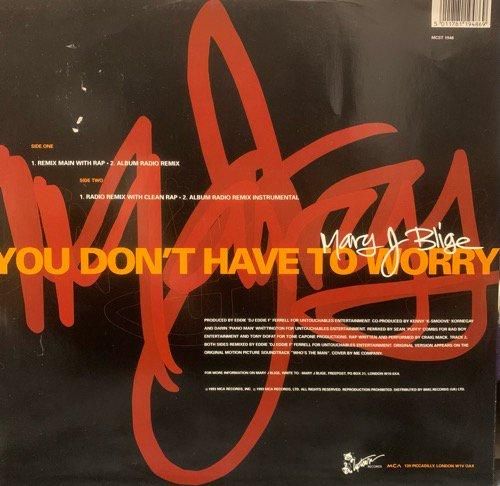 5 011781 194869
MCST 1948
SIDE ONE
1. REMIX MAIN WITH RAP • 2. ALBUM RADIO REMIX
SIDE TWO
1. RADIO REMIX WITH CLEAN RAP • 2. ALBUM RADIO REMIX INSTRUMENTAL
Mary J Blige
YOU DON'T HAVE TO WORRY
PRODUCED BY EDDIE 'DJ EDDIE F' FERRELL FOR UNTOUCHABLES ENTERTAINMENT. CO-PRODUCED BY KENNY 'K-SMOOVE' KORNEGAY
AND DARIN 'PIANO MAN' WHITTINGTON FOR UNTOUCHABLES ENTERTAINMENT. REMIXED BY SEAN 'PUFFY' COMBS FOR BAD BOY
ENTERTAINMENT AND TONY DOFAT FOR TONE CAPONE PRODUCTIONS. RAP WRITTEN AND PERFORMED BY CRAIG MACK. TRACK 2,
BOTH SIDES REMIXED BY EDDIE 'DJ EDDIE F' FERRELL FOR UNTOUCHABLES ENTERTAINMENT. ORIGINAL VERSION APPEARS ON THE
ORIGINAL MOTION PICTURE SOUNDTRACK "WHO'S THE MAN". COVER BY ME COMPANY.
FOR MORE INFORMATION ON MARY J BLIGE, WRITE TO: MARY J BLIGE, FREEPOST, PO BOX 21, LONDON W10 6XA.
℗ 1993 MCA RECORDS, INC. © 1993 MCA RECORDS, LTD. ALL RIGHTS RESERVED. REPRODUCTION PROHIBITED. DISTRIBUTED BY BMG RECORDS (UK) LTD.
Uptown
RECORDS
MCA 139 PICCADILLY, LONDON W1V 0AX